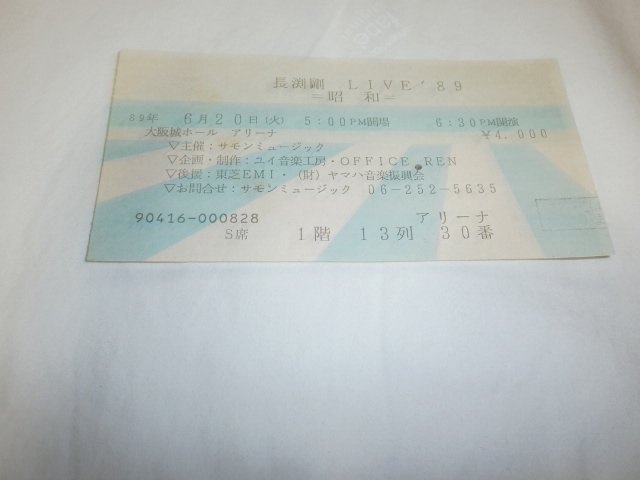 長渕剛 LIVE'89
=昭 和=
89年 6月20日(火) 5:00PM開場 6:30PM開演
大阪城ホール アリーナ ¥4,000
▽主催:サモンミュージック
▽企画・制作:ユイ音楽工房・OFFICE REN
▽後援:東芝EMI・(財)ヤマハ音楽振興会
▽お問合せ:サモンミュージック 06-252-5635
90416-000828 アリーナ
S席 1階 13列 30番